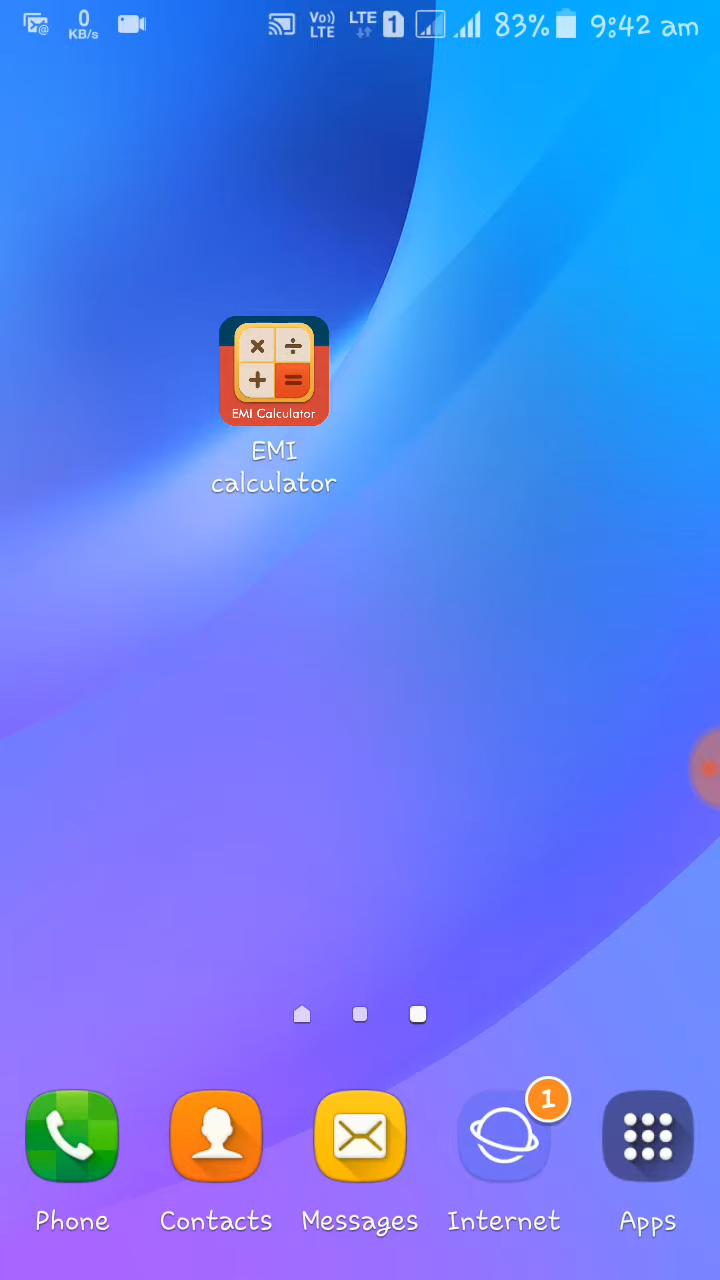 0
KB/s
Vo))
LTE
LTE
1
83%
9:42 am
EMI Calculator
EMI
calculator
1
Phone
Contacts
Messages
Internet
Apps